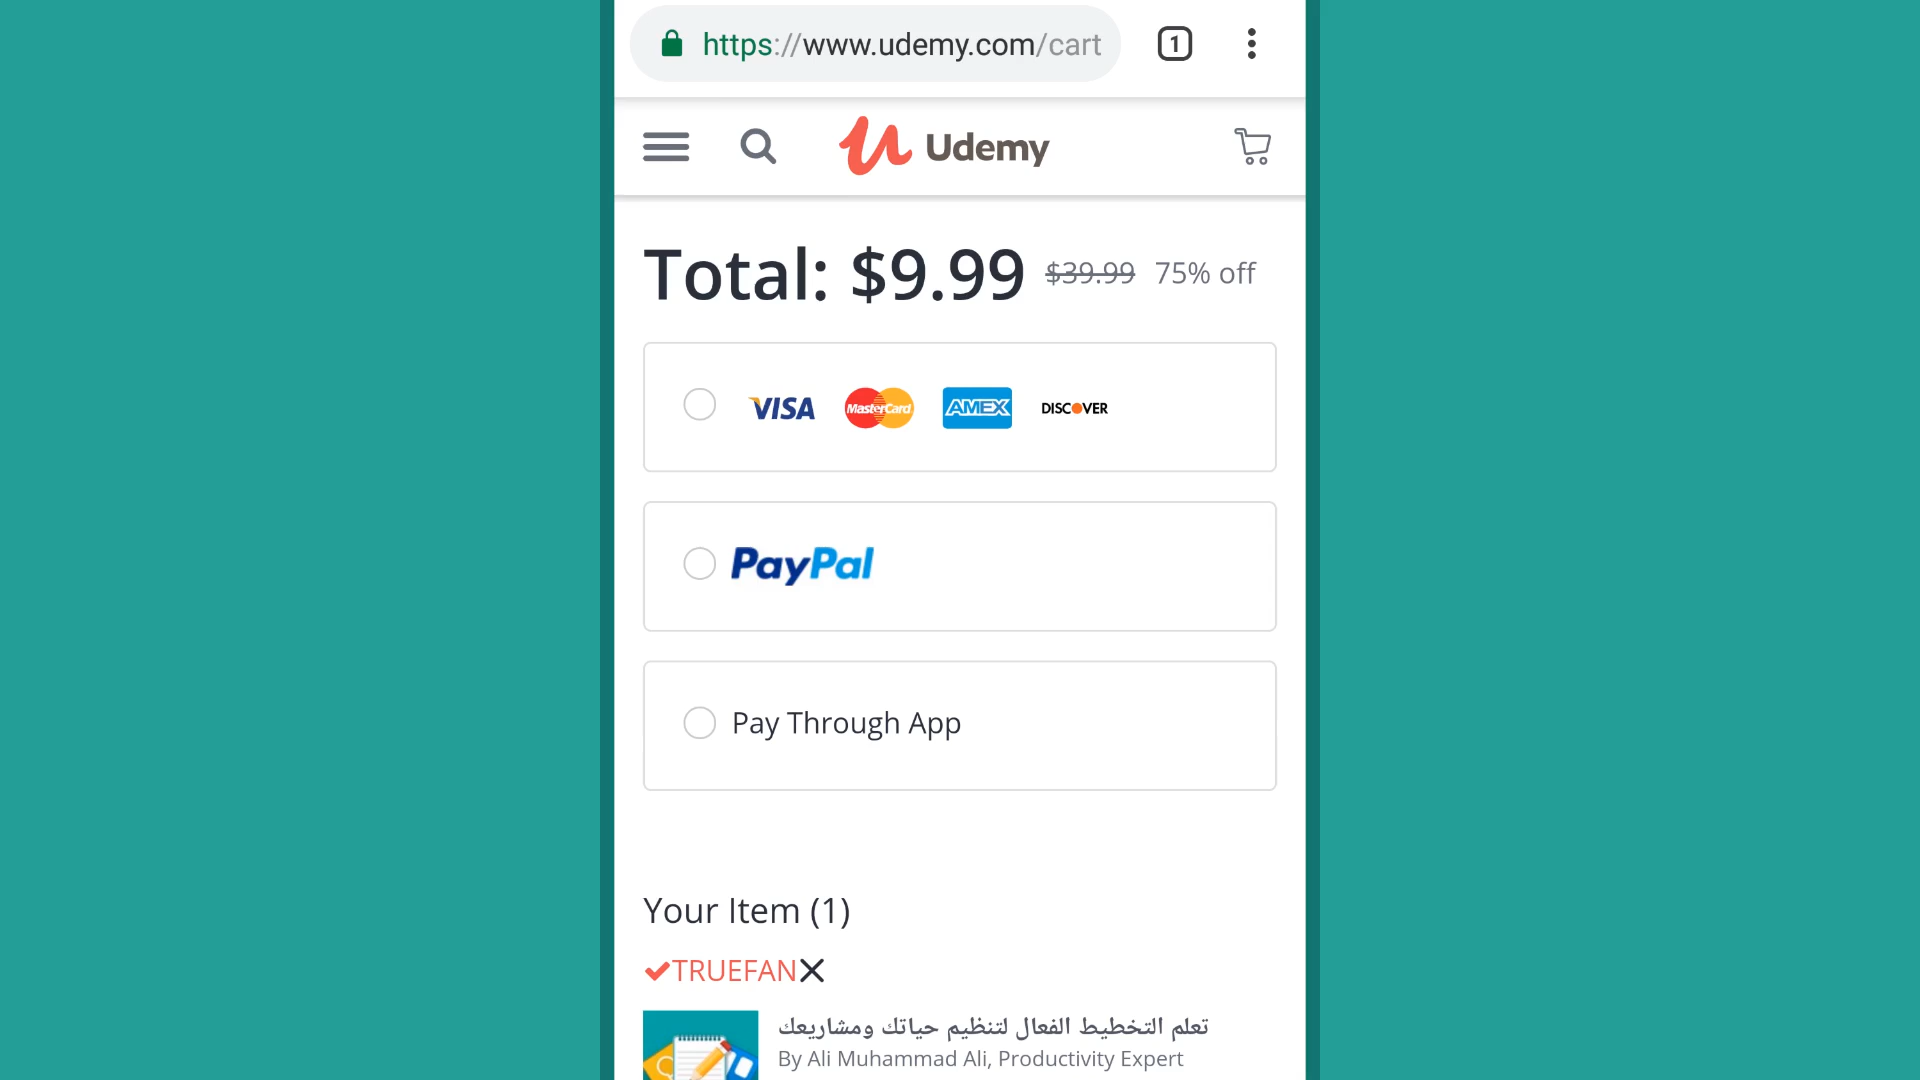 https://www.udemy.com/cart
1
Udemy
Total: $9.99 $39.99 75% off
VISA MasterCard AMEX DISCOVER
PayPal
Pay Through App
Your Item (1)
TRUEFAN
تعلم التخطيط الفعال لتنظيم حياتك ومشاريعك
By Ali Muhammad Ali, Productivity Expert